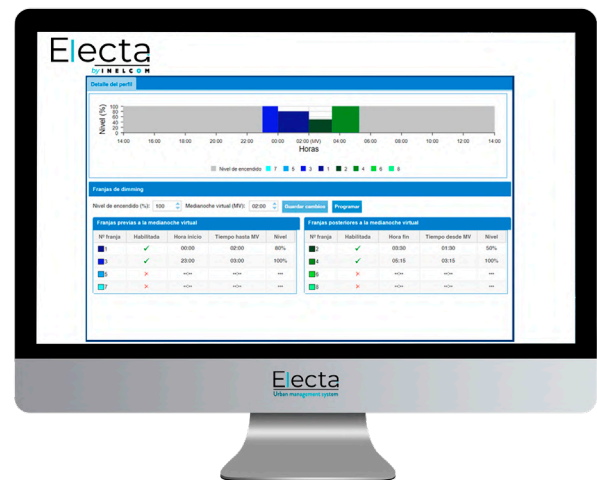 Electa
by INELCOM
Detalle del perfil
Nivel (%)
100
80
60
40
20
0
14:00 16:00 18:00 20:00 22:00 00:00 02:00 (MV) 04:00 06:00 08:00 10:00 12:00 14:00
Horas
Nivel de encendido 7 5 3 1 2 4 6 8
Franjas de dimming
Nivel de encendido (%): 100 Medianoche virtual (MV): 02:00 Guardar cambios Programar
Franjas previas a la medianoche virtual
Nº franja Habilitada Hora inicio Tiempo hasta MV Nivel
1 ✓ 00:00 02:00 80%
3 ✓ 23:00 03:00 100%
5 ✕ --:-- --:-- ---
7 ✕ --:-- --:-- ---
Franjas posteriores a la medianoche virtual
Nº franja Habilitada Hora fin Tiempo desde MV Nivel
2 ✓ 03:30 01:30 50%
4 ✓ 05:15 03:15 100%
6 ✕ --:-- --:-- ---
8 ✕ --:-- --:-- ---
Electa
Urban management system